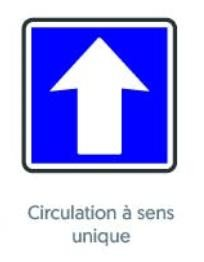 Circulation à sens
unique